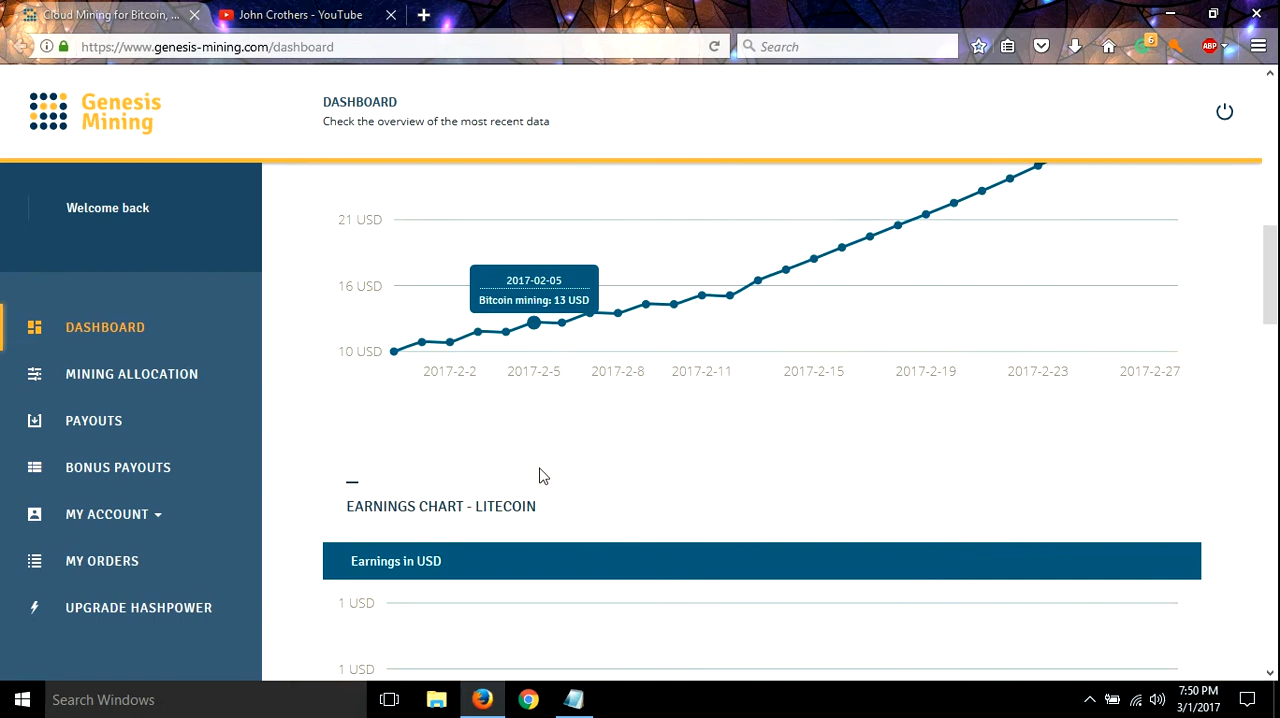 Cloud Mining for Bitcoin, ...
John Crothers - YouTube
https://www.genesis-mining.com/dashboard
Search
6
ABP
Genesis
Mining
DASHBOARD
Check the overview of the most recent data
Welcome back
DASHBOARD
MINING ALLOCATION
PAYOUTS
BONUS PAYOUTS
MY ACCOUNT
MY ORDERS
UPGRADE HASHPOWER
21 USD
2017-02-05
Bitcoin mining: 13 USD
16 USD
10 USD
2017-2-2 2017-2-5 2017-2-8 2017-2-11 2017-2-15 2017-2-19 2017-2-23 2017-2-27
EARNINGS CHART - LITECOIN
Earnings in USD
1 USD
1 USD
Search Windows
7:50 PM
3/1/2017